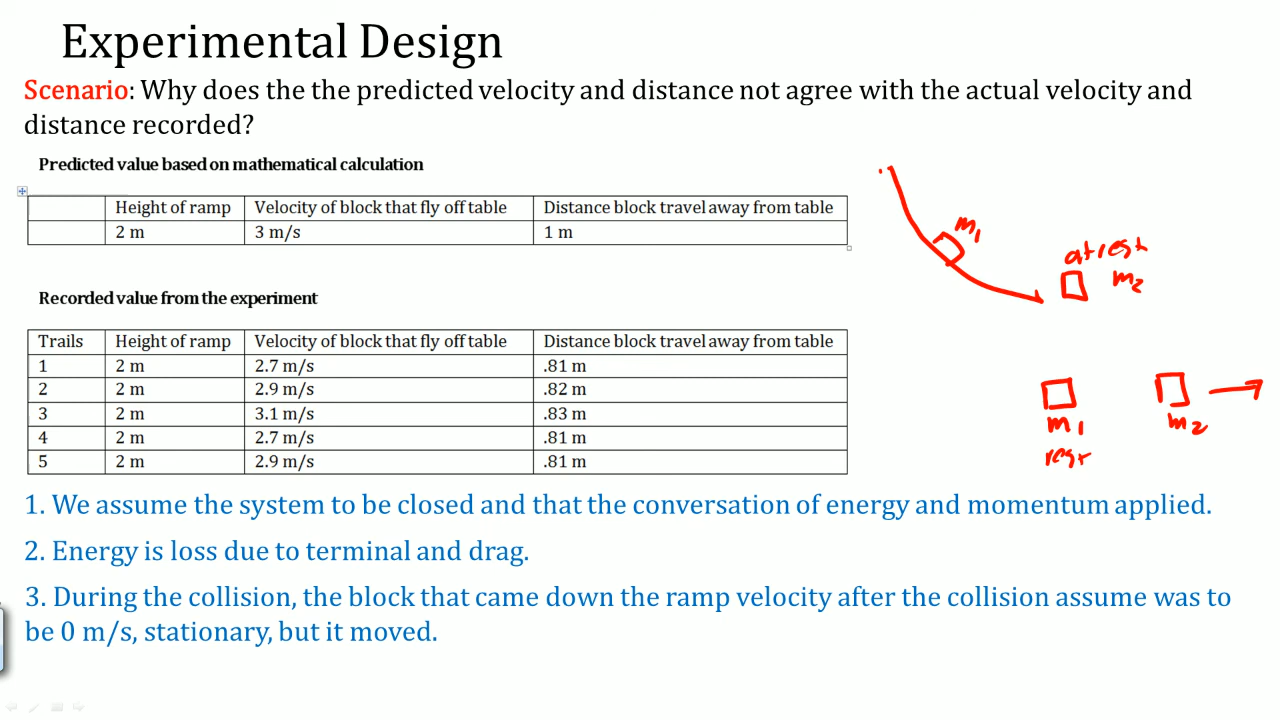 Experimental Design
Scenario: Why does the the predicted velocity and distance not agree with the actual velocity and
distance recorded?
Predicted value based on mathematical calculation
Height of ramp Velocity of block that fly off table Distance block travel away from table
2 m 3 m/s 1 m
Recorded value from the experiment
Trails Height of ramp Velocity of block that fly off table Distance block travel away from table
1 2 m 2.7 m/s .81 m
2 2 m 2.9 m/s .82 m
3 2 m 3.1 m/s .83 m
4 2 m 2.7 m/s .81 m
5 2 m 2.9 m/s .81 m
m1
at rest
m2
m1
rest
m2
1. We assume the system to be closed and that the conversation of energy and momentum applied.
2. Energy is loss due to terminal and drag.
3. During the collision, the block that came down the ramp velocity after the collision assume was to
be 0 m/s, stationary, but it moved.